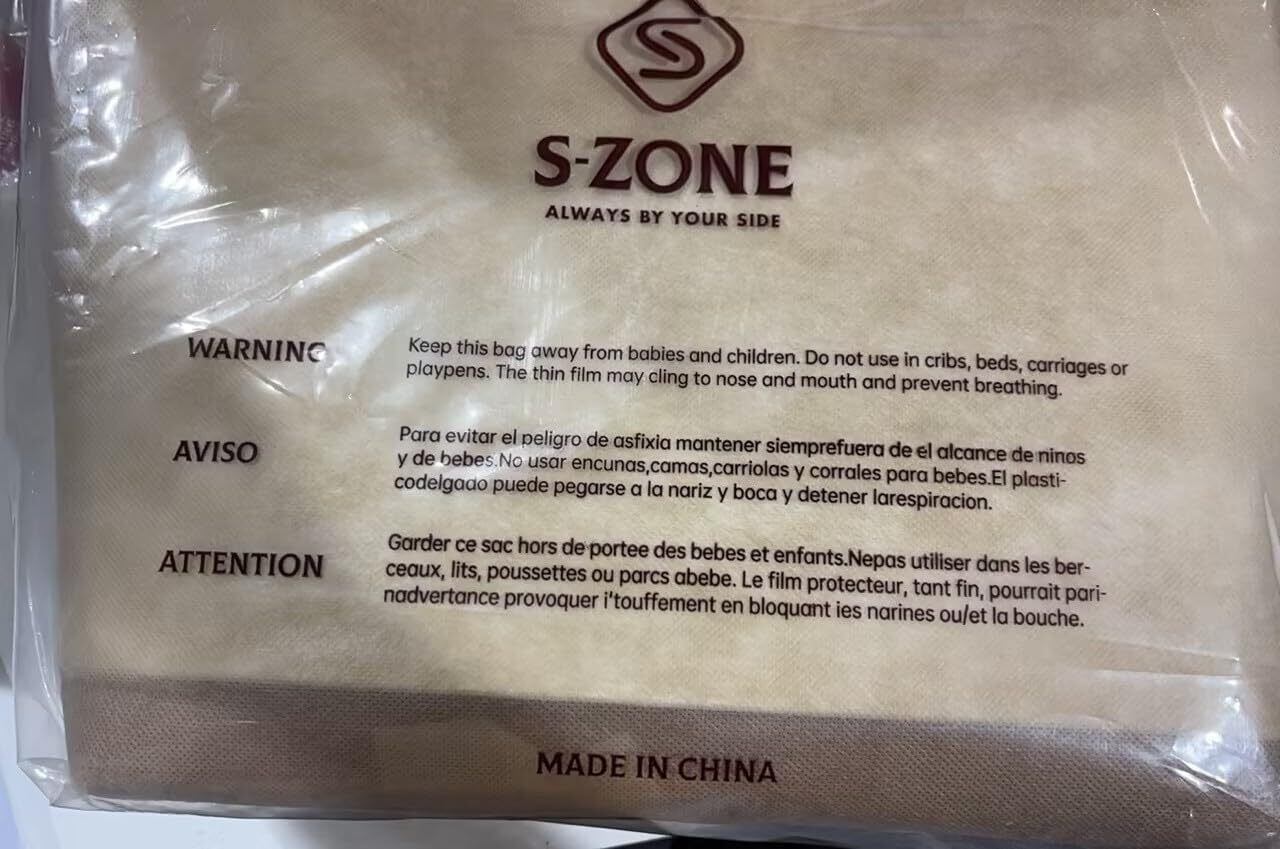 S
S-ZONE
ALWAYS BY YOUR SIDE
WARNING
Keep this bag away from babies and children. Do not use in cribs, beds, carriages or
playpens. The thin film may cling to nose and mouth and prevent breathing.
AVISO
Para evitar el peligro de asfixia mantener siemprefuera de el alcance de ninos
y de bebes.No usar encunas,camas,carriolas y corrales para bebes.El plasti-
codelgado puede pegarse a la nariz y boca y detener larespiracion.
ATTENTION
Garder ce sac hors de portee des bebes et enfants.Nepas utiliser dans les ber-
ceaux, lits, poussettes ou parcs abebe. Le film protecteur, tant fin, pourrait pari-
nadvertance provoquer i'touffement en bloquant ies narines ou/et la bouche.
MADE IN CHINA